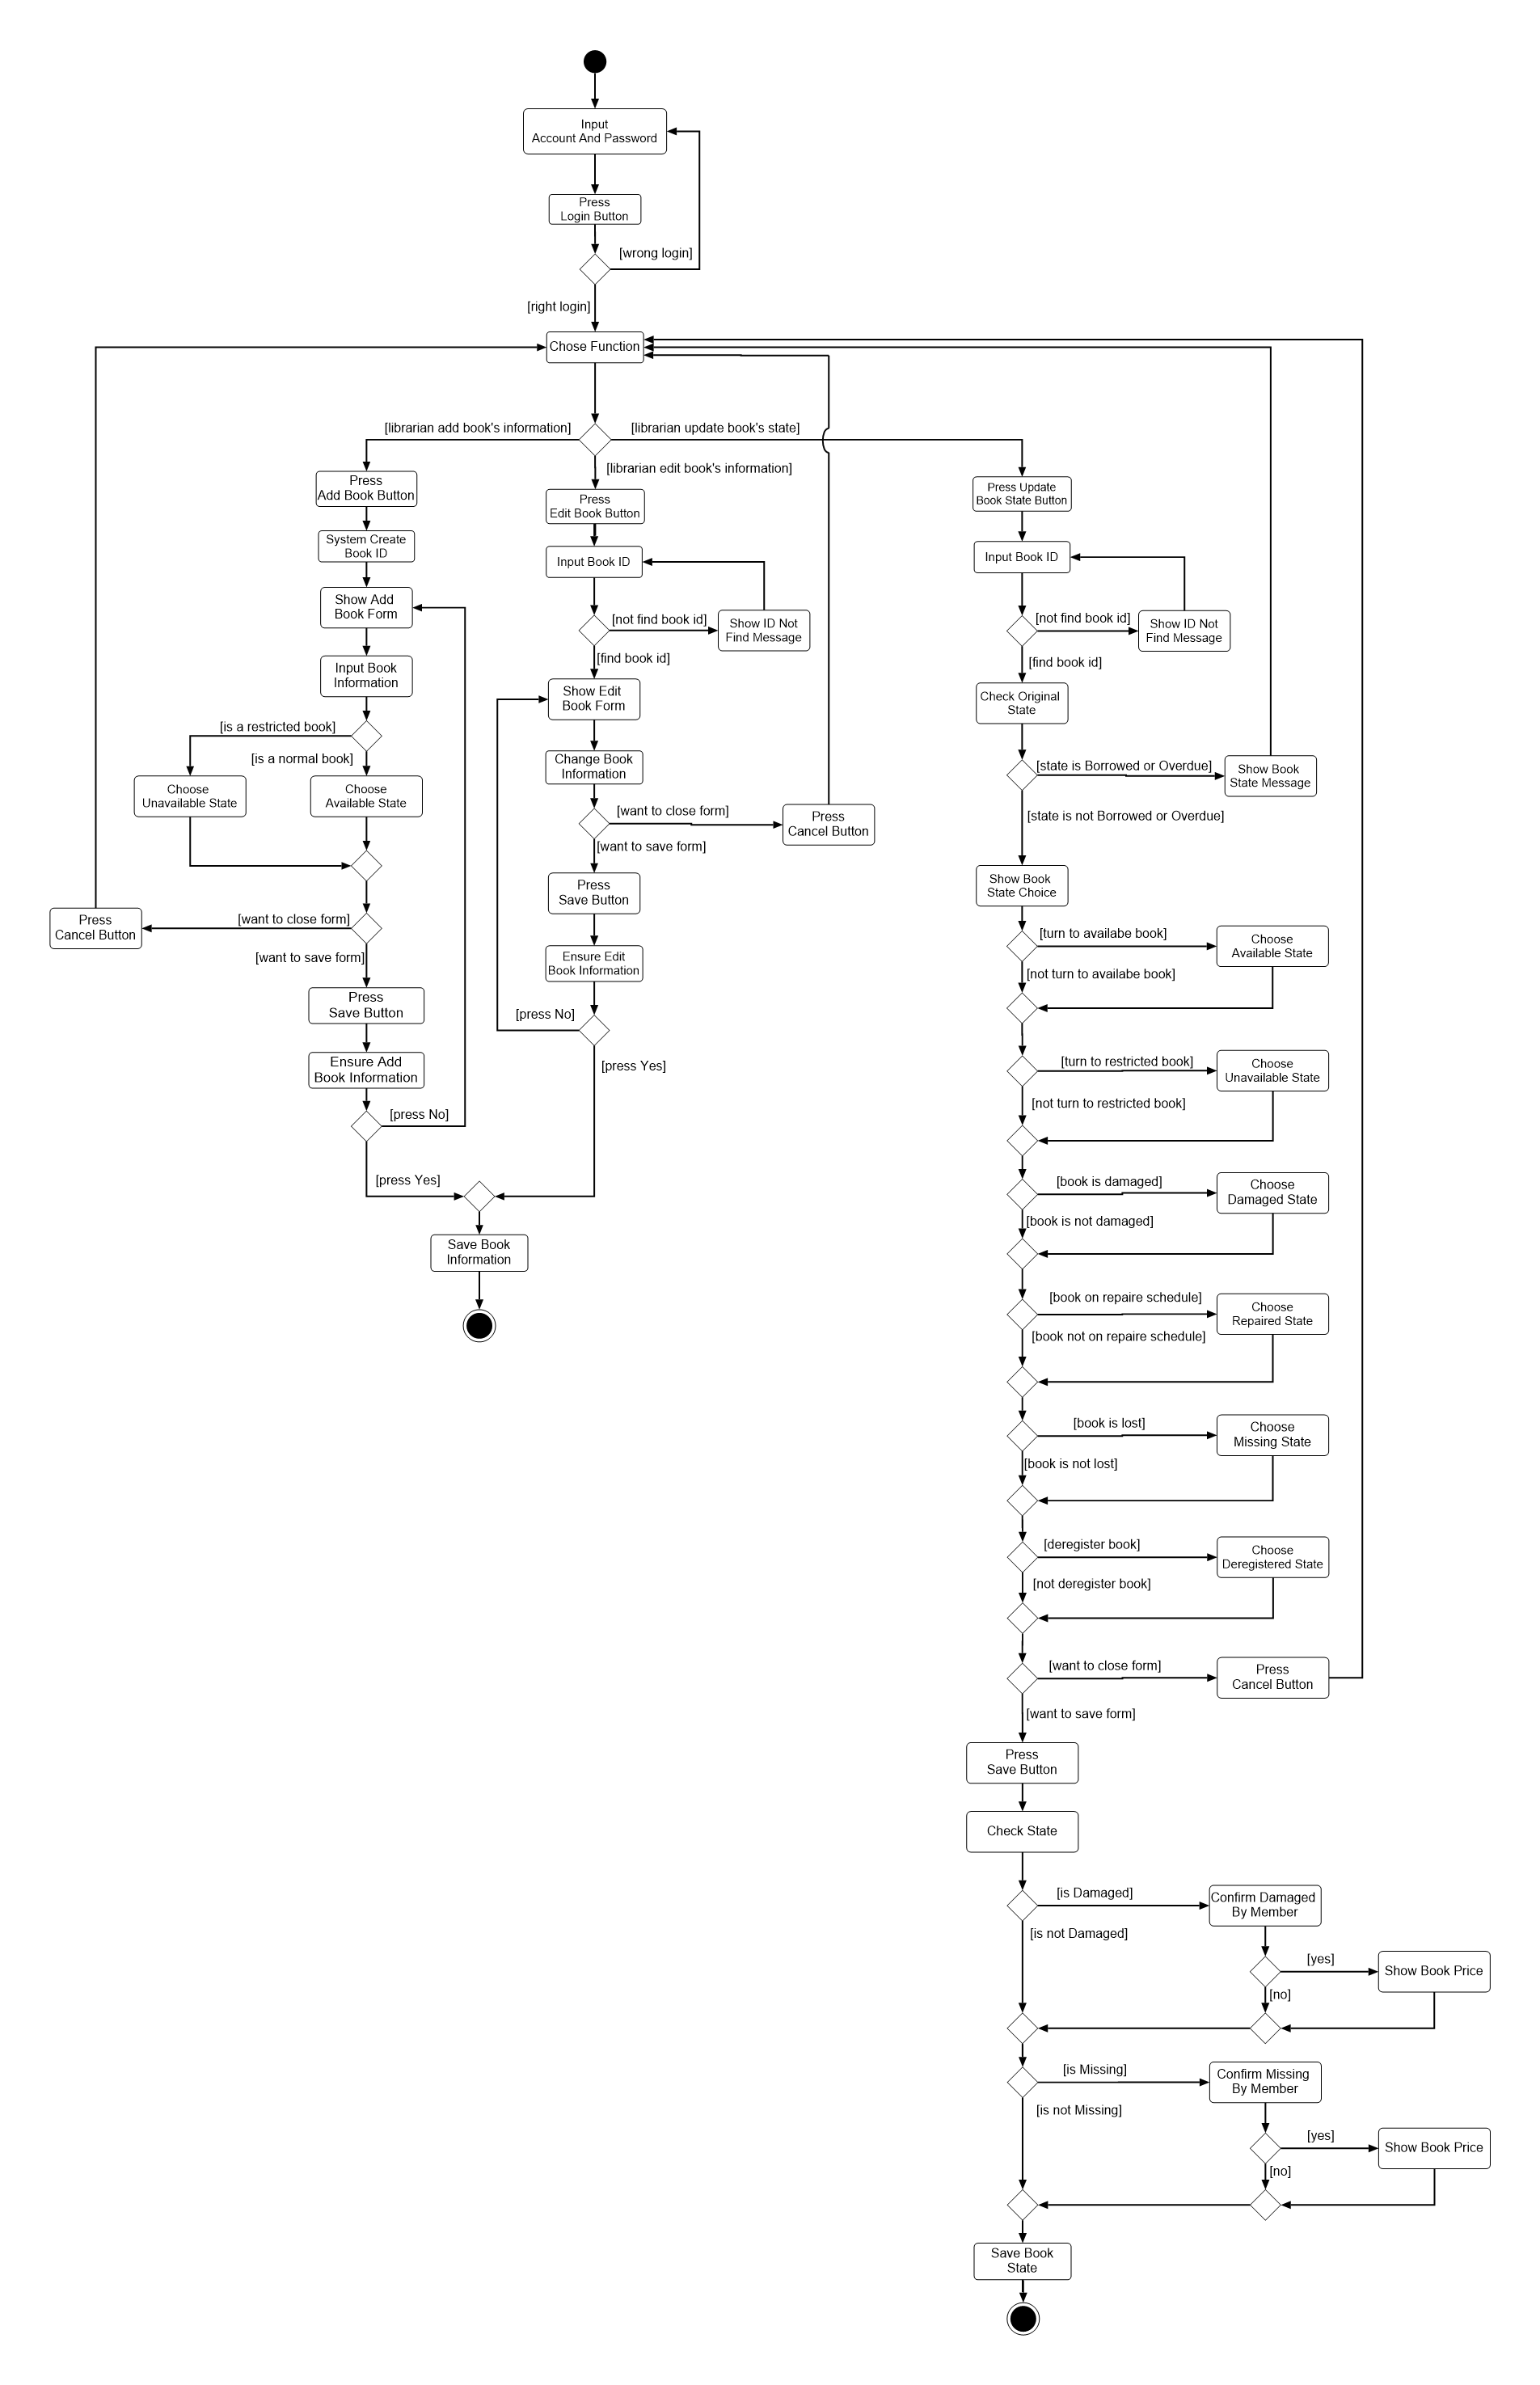 Input
Account And Password
Press
Login Button
[wrong login]
[right login]
Chose Function
[librarian add book's information]
[librarian update book's state]
[librarian edit book's information]
Press
Add Book Button
System Create
Book ID
Show Add
Book Form
Input Book
Information
[is a restricted book]
[is a normal book]
Choose
Unavailable State
Choose
Available State
[want to close form]
Press
Cancel Button
[want to save form]
Press
Save Button
Ensure Add
Book Information
[press No]
[press Yes]
Press
Edit Book Button
Input Book ID
[not find book id]
Show ID Not
Find Message
[find book id]
Show Edit
Book Form
Change Book
Information
[want to close form]
Press
Cancel Button
[want to save form]
Press
Save Button
Ensure Edit
Book Information
[press No]
[press Yes]
Save Book
Information
Press Update
Book State Button
Input Book ID
[not find book id]
Show ID Not
Find Message
[find book id]
Check Original
State
[state is Borrowed or Overdue]
Show Book
State Message
[state is not Borrowed or Overdue]
Show Book
State Choice
[turn to availabe book]
Choose
Available State
[not turn to availabe book]
[turn to restricted book]
Choose
Unavailable State
[not turn to restricted book]
[book is damaged]
Choose
Damaged State
[book is not damaged]
[book on repaire schedule]
Choose
Repaired State
[book not on repaire schedule]
[book is lost]
Choose
Missing State
[book is not lost]
[deregister book]
Choose
Deregistered State
[not deregister book]
[want to close form]
Press
Cancel Button
[want to save form]
Press
Save Button
Check State
[is Damaged]
Confirm Damaged
By Member
[is not Damaged]
[yes]
Show Book Price
[no]
[is Missing]
Confirm Missing
By Member
[is not Missing]
[yes]
Show Book Price
[no]
Save Book
State